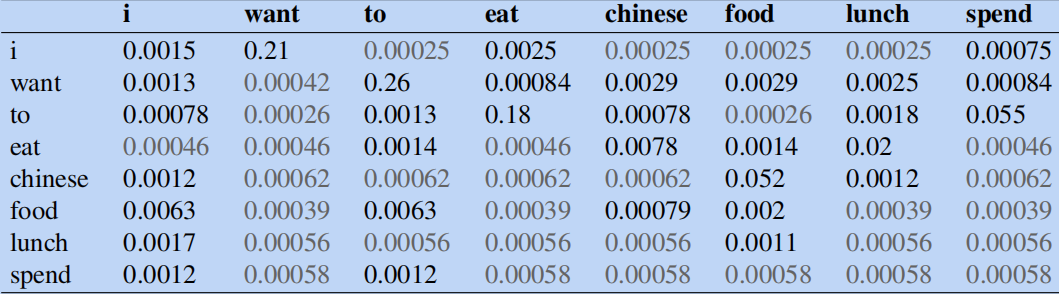 i want to eat chinese food lunch spend
i 0.0015 0.21 0.00025 0.0025 0.00025 0.00025 0.00025 0.00075
want 0.0013 0.00042 0.26 0.00084 0.0029 0.0029 0.0025 0.00084
to 0.00078 0.00026 0.0013 0.18 0.00078 0.00026 0.0018 0.055
eat 0.00046 0.00046 0.0014 0.00046 0.0078 0.0014 0.02 0.00046
chinese 0.0012 0.00062 0.00062 0.00062 0.00062 0.052 0.0012 0.00062
food 0.0063 0.00039 0.0063 0.00039 0.00079 0.002 0.00039 0.00039
lunch 0.0017 0.00056 0.00056 0.00056 0.00056 0.0011 0.00056 0.00056
spend 0.0012 0.00058 0.0012 0.00058 0.00058 0.00058 0.00058 0.00058